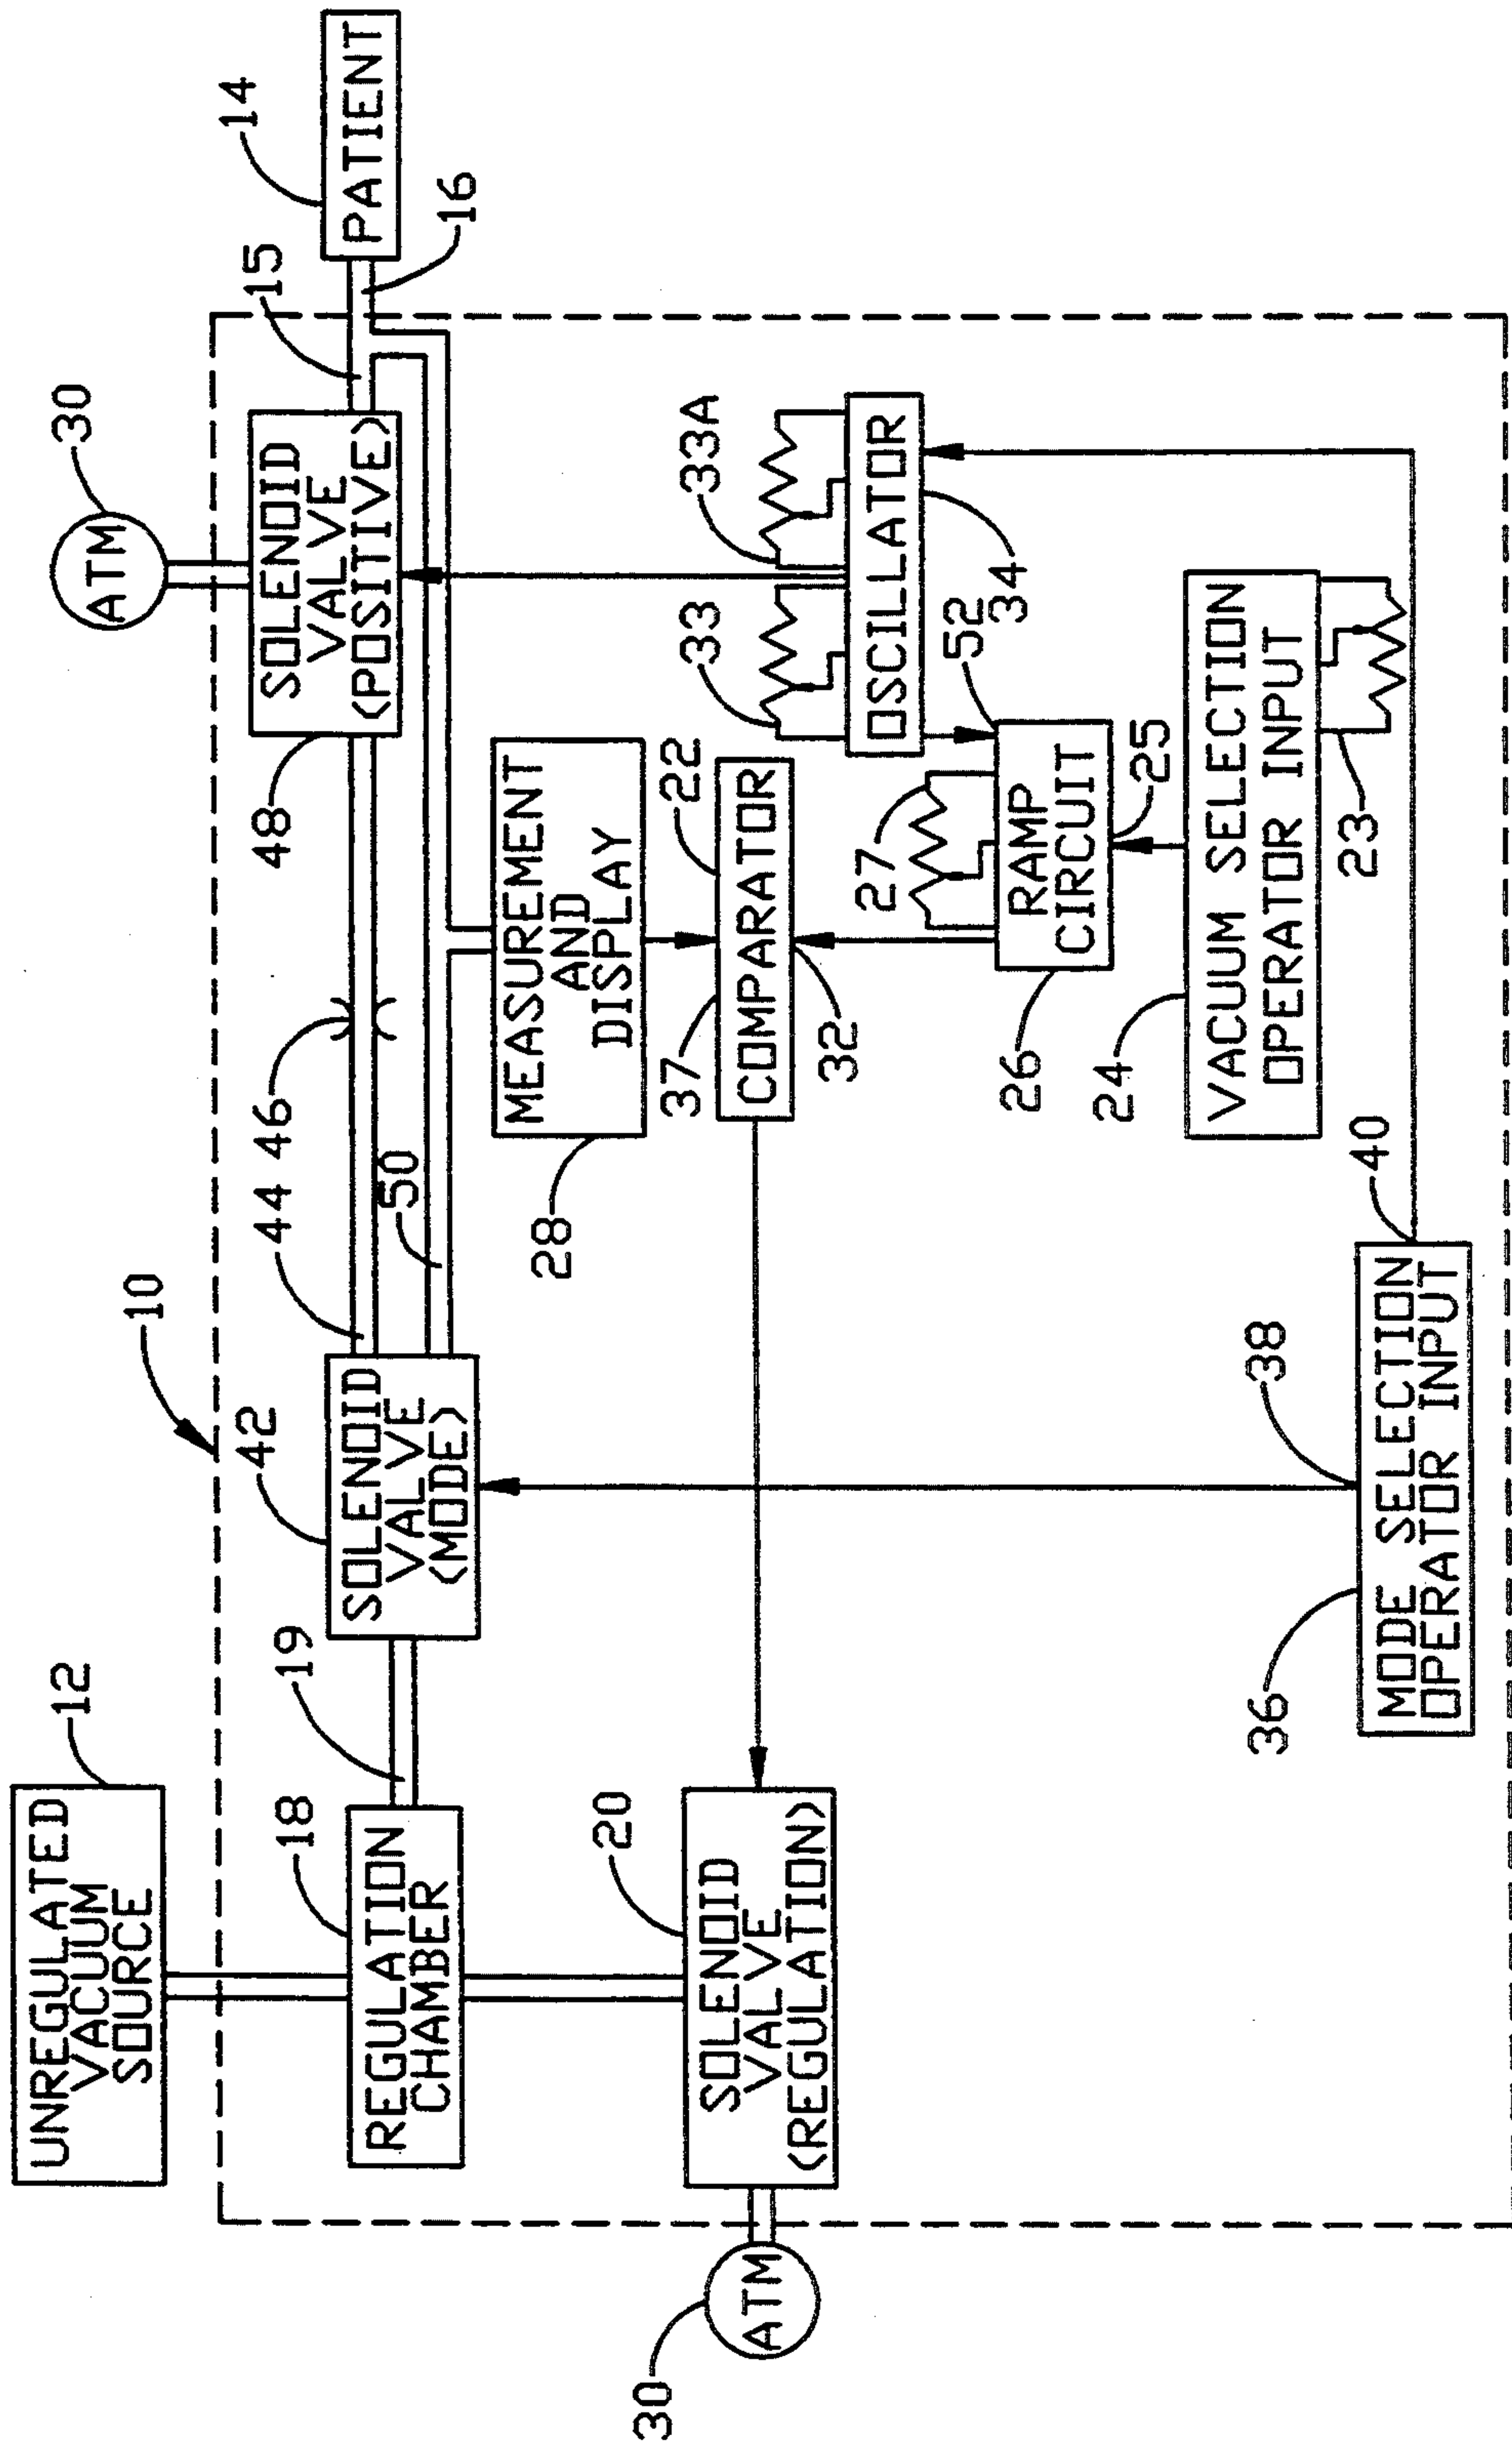 10
UNREGULATED
VACUUM
SOURCE
12
ATM
30
REGULATION
CHAMBER
18
19
SOLENOID
VALVE
(MODE)
42
44
46
50
SOLENOID
VALVE
(POSITIVE)
48
15
16
PATIENT
14
MEASUREMENT
AND
DISPLAY
28
37
COMPARATOR
22
32
33
33A
OSCILLATOR
34
52
27
RAMP
CIRCUIT
26
25
VACUUM SELECTION
OPERATOR INPUT
24
23
30
ATM
SOLENOID
VALVE
(REGULATION)
20
MODE SELECTION
OPERATOR INPUT
36
38
40